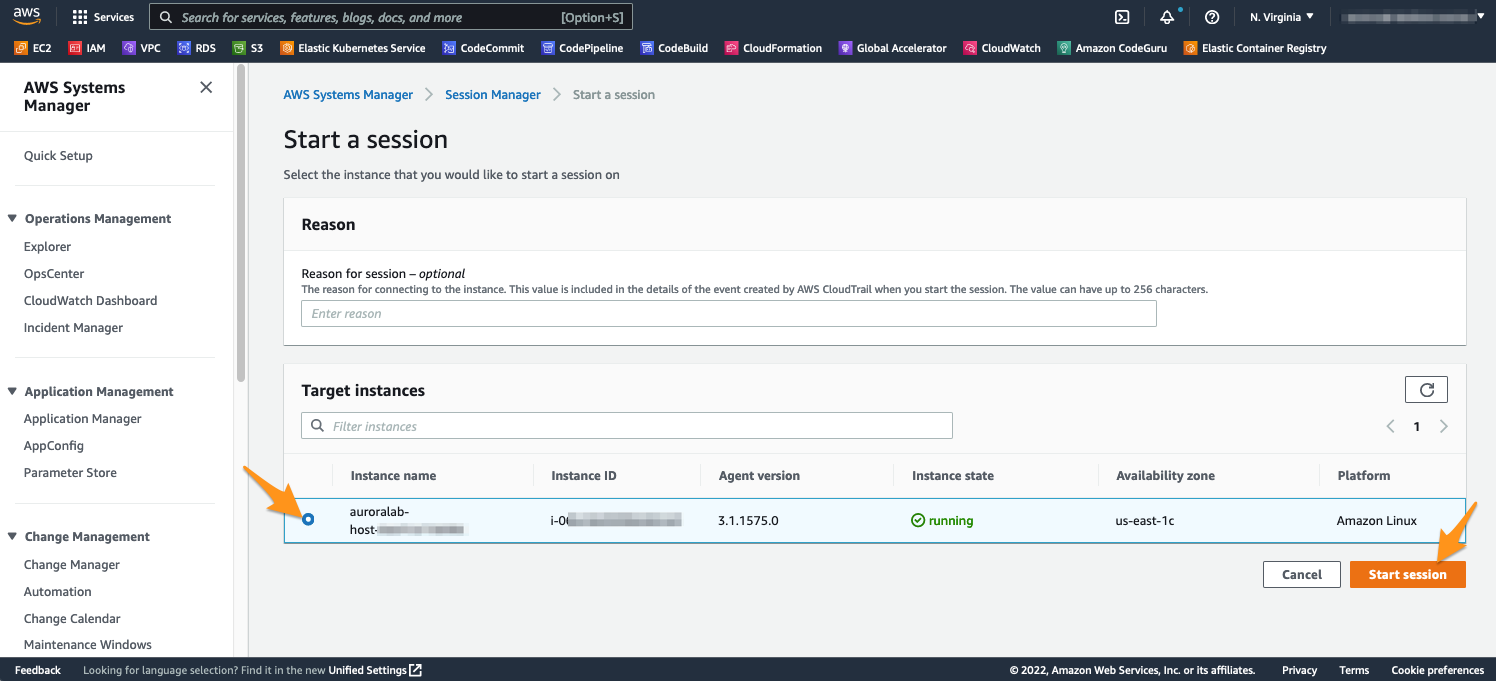 aws
Services
Search for services, features, blogs, docs, and more [Option+S]
N. Virginia
EC2 IAM VPC RDS S3 Elastic Kubernetes Service CodeCommit CodePipeline CodeBuild CloudFormation Global Accelerator CloudWatch Amazon CodeGuru Elastic Container Registry
AWS Systems
Manager
Quick Setup
Operations Management
Explorer
OpsCenter
CloudWatch Dashboard
Incident Manager
Application Management
Application Manager
AppConfig
Parameter Store
Change Management
Change Manager
Automation
Change Calendar
Maintenance Windows
AWS Systems Manager > Session Manager > Start a session
Start a session
Select the instance that you would like to start a session on
Reason
Reason for session – optional
The reason for connecting to the instance. This value is included in the details of the event created by AWS CloudTrail when you start the session. The value can have up to 256 characters.
Enter reason
Target instances
Filter instances
1
Instance name Instance ID Agent version Instance state Availability zone Platform
auroralab-
host- i-0 3.1.1575.0 running us-east-1c Amazon Linux
Cancel Start session
Feedback Looking for language selection? Find it in the new Unified Settings © 2022, Amazon Web Services, Inc. or its affiliates. Privacy Terms Cookie preferences